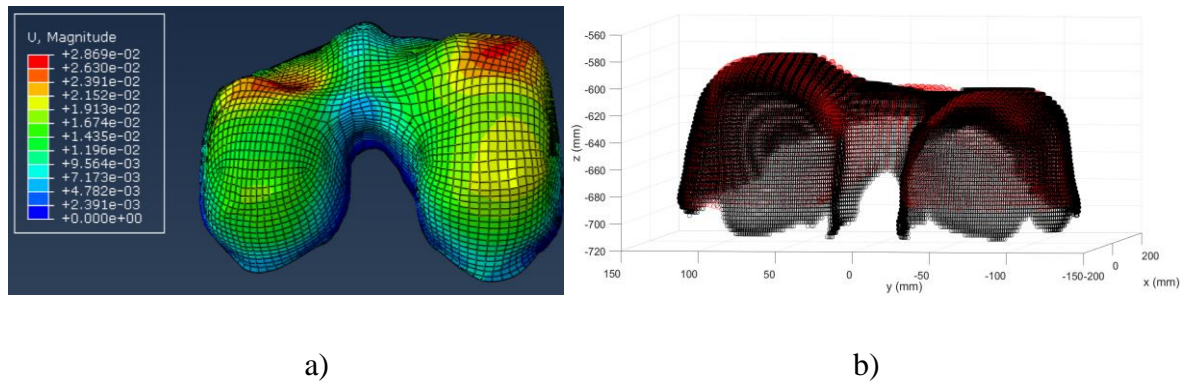 U, Magnitude
+2.869e-02
+2.630e-02
+2.391e-02
+2.152e-02
+1.913e-02
+1.674e-02
+1.435e-02
+1.196e-02
+9.564e-03
+7.173e-03
+4.782e-03
+2.391e-03
+0.000e+00
-560
-580
-600
-620
-640
-660
-680
-700
-720
z (mm)
150
100
50
0
-50
-100
-150
y (mm)
-200
0
200
x (mm)
a)
b)